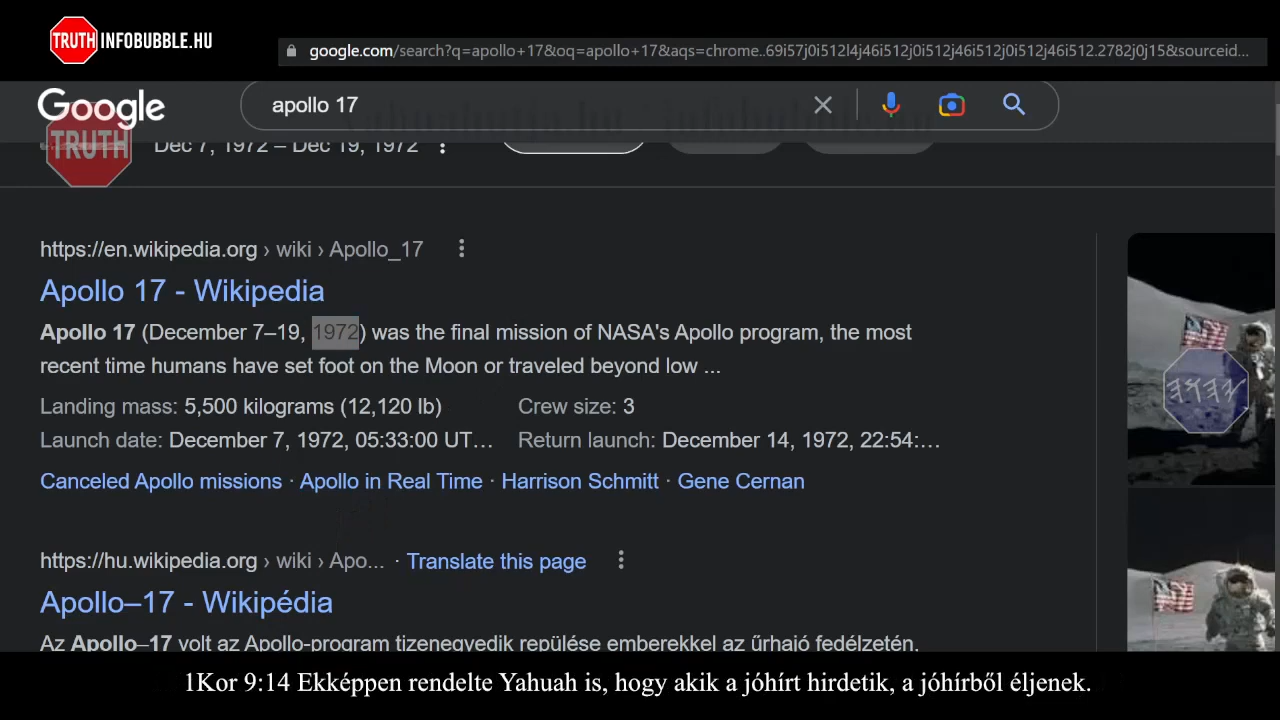 TRUTH INFOBUBBLE.HU
google.com/search?q=apollo+17&oq=apollo+17&aqs=chrome..69i57j0i512l4j46i512j0i512j46i512j0i512j46i512.2782j0j15&sourceid...
Google
apollo 17
TRUTH
Dec 7, 1972 – Dec 19, 1972
https://en.wikipedia.org › wiki › Apollo_17
Apollo 17 - Wikipedia
Apollo 17 (December 7–19, 1972) was the final mission of NASA's Apollo program, the most
recent time humans have set foot on the Moon or traveled beyond low ...
Landing mass: 5,500 kilograms (12,120 lb) Crew size: 3
Launch date: December 7, 1972, 05:33:00 UT… Return launch: December 14, 1972, 22:54:…
Canceled Apollo missions · Apollo in Real Time · Harrison Schmitt · Gene Cernan
https://hu.wikipedia.org › wiki › Apo... · Translate this page
Apollo–17 - Wikipédia
Az Apollo–17 volt az Apollo-program tizenegyedik repülése emberekkel az űrhajó fedélzetén.
𐤉𐤄𐤅𐤄
1Kor 9:14 Ekképpen rendelte Yahuah is, hogy akik a jóhírt hirdetik, a jóhírből éljenek.